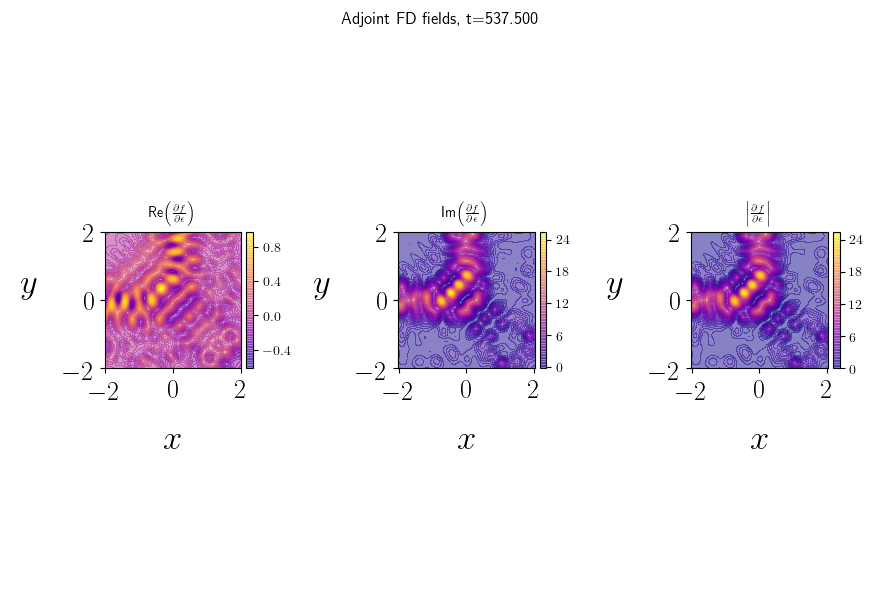 Adjoint FD fields, t=537.500
Re(∂f/∂ϵ)
Im(∂f/∂ϵ)
|∂f/∂ϵ|
2
0
−2
y
−2 0 2
x
0.8
0.4
0.0
−0.4
2
0
−2
y
−2 0 2
x
24
18
12
6
0
2
0
−2
y
−2 0 2
x
24
18
12
6
0